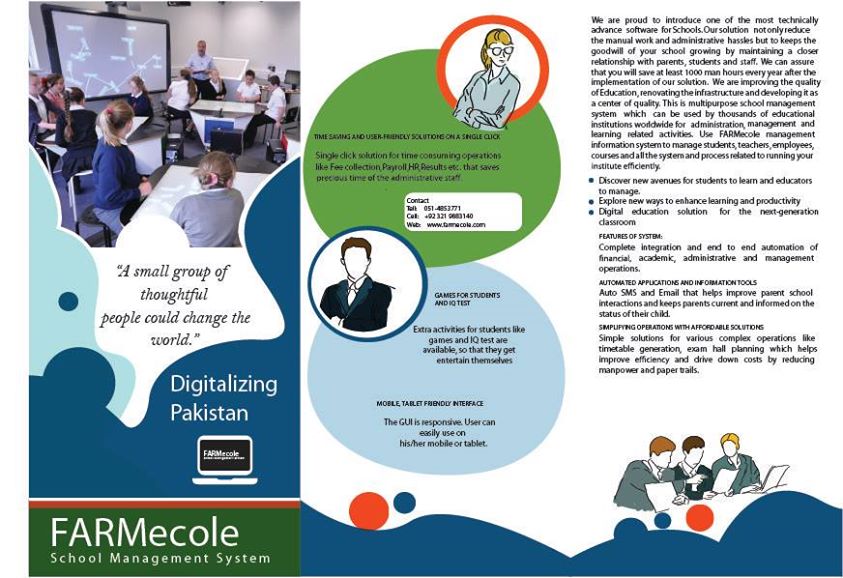 “A small group of
thoughtful
people could change the
world.”
Digitalizing
Pakistan
FARMecole
FARMecole
School Management System
TIME SAVING AND USER-FRIENDLY SOLUTIONS ON A SINGLE CLICK
Single click solution for time consuming operations
like Fee collection,Payroll,HR,Results etc. that saves
precious time of the administrative staff.
Contact
Tell: 051-4853771
Cell: +92 321 9883140
Web: www.farmecole.com
GAMES FOR STUDENTS
AND IQ TEST
Extra activities for students like
games and IQ test are
available, so that they get
entertain themselves
MOBILE, TABLET FRIENDLY INTERFACE
The GUI is responsive. User can
easily use on
his/her mobile or tablet.
We are proud to introduce one of the most technically
advance software for Schools. Our solution not only reduce
the manual work and administrative hassles but to keeps the
goodwill of your school growing by maintaining a closer
relationship with parents, students and staff. We can assure
that you will save at least 1000 man hours every year after the
implementation of our solution. We are improving the quality
of Education, renovating the infrastructure and developing it as
a center of quality. This is multipurpose school management
system which can be used by thousands of educational
institutions worldwide for administration, management and
learning related activities. Use FARMecole management
information system to manage students, teachers, employees,
courses and all the system and process related to running your
institute efficiently.
Discover new avenues for students to learn and educators
to manage.
Explore new ways to enhance learning and productivity
Digital education solution for the next-generation
classroom
FEATURES OF SYSTEM:
Complete integration and end to end automation of
financial, academic, administrative and management
operations.
AUTOMATED APPLICATIONS AND INFORMATION TOOLS
Auto SMS and Email that helps improve parent school
interactions and keeps parents current and informed on the
status of their child.
SIMPLIFYING OPERATIONS WITH AFFORDABLE SOLUTIONS
Simple solutions for various complex operations like
timetable generation, exam hall planning which helps
improve efficiency and drive down costs by reducing
manpower and paper trails.